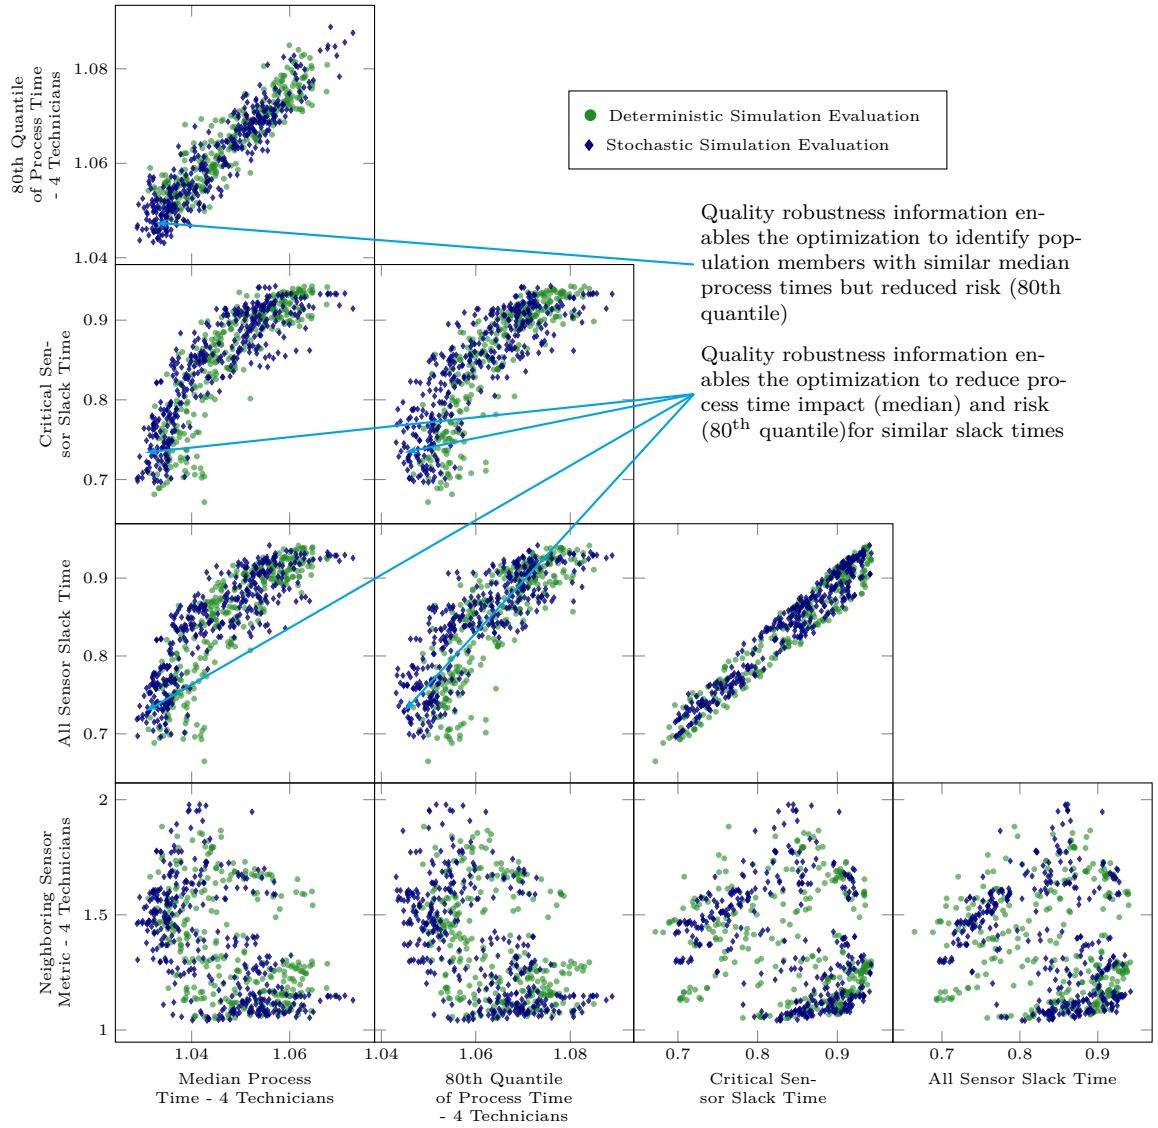 80th Quantile
of Process Time
- 4 Technicians
1.08
1.06
1.04
Deterministic Simulation Evaluation
Stochastic Simulation Evaluation
Quality robustness information en-
ables the optimization to identify pop-
ulation members with similar median
process times but reduced risk (80th
quantile)
Quality robustness information en-
ables the optimization to reduce pro-
cess time impact (median) and risk
(80th quantile)for similar slack times
Critical Sen-
sor Slack Time
0.9
0.8
0.7
All Sensor Slack Time
0.9
0.8
0.7
Neighboring Sensor
Metric - 4 Technicians
2
1.5
1
1.04 1.06
1.04 1.06 1.08
0.7 0.8 0.9
0.7 0.8 0.9
Median Process
Time - 4 Technicians
80th Quantile
of Process Time
- 4 Technicians
Critical Sen-
sor Slack Time
All Sensor Slack Time